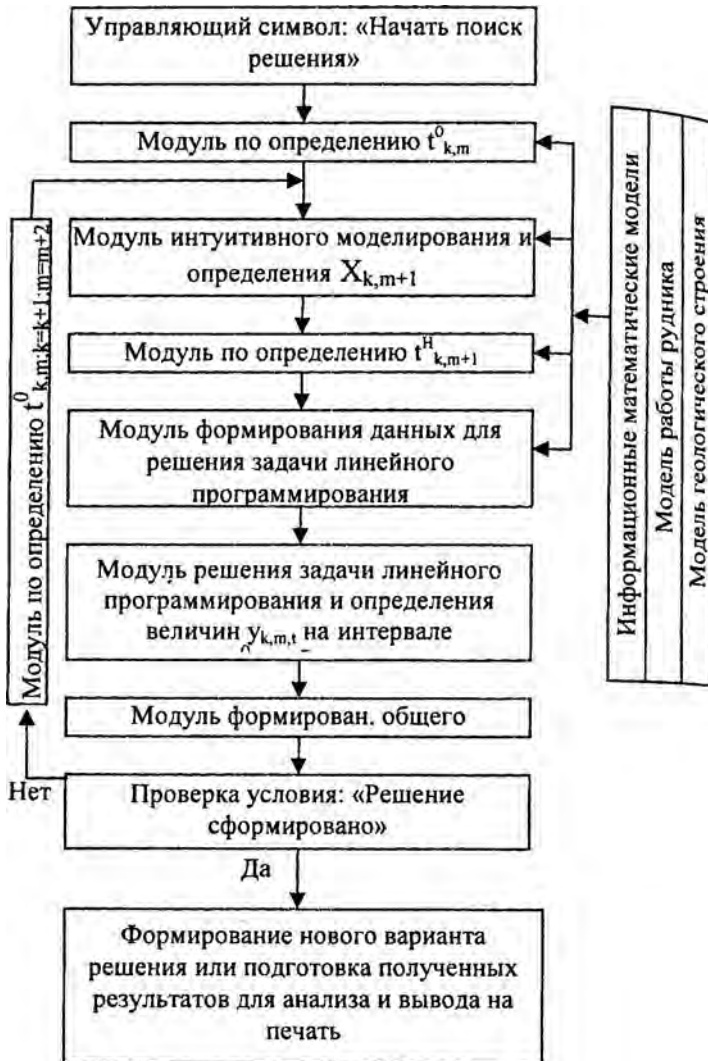 Управляющий символ: «Начать поиск
решения»
Модуль по определению t⁰k,m
Модуль интуитивного моделирования и
определения Xk,m+1
Модуль по определению tᴴk,m+1
Модуль формирования данных для
решения задачи линейного
программирования
Модуль решения задачи линейного
программирования и определения
величин yk,m,t на интервале
Модуль формирован. общего
Проверка условия: «Решение
сформировано»
Нет
Да
Формирование нового варианта
решения или подготовка полученных
результатов для анализа и вывода на
печать
Модуль по определению t⁰k,m;k=k+1;m=m+2
Информационные математические модели
Модель работы рудника
Модель геологического строения